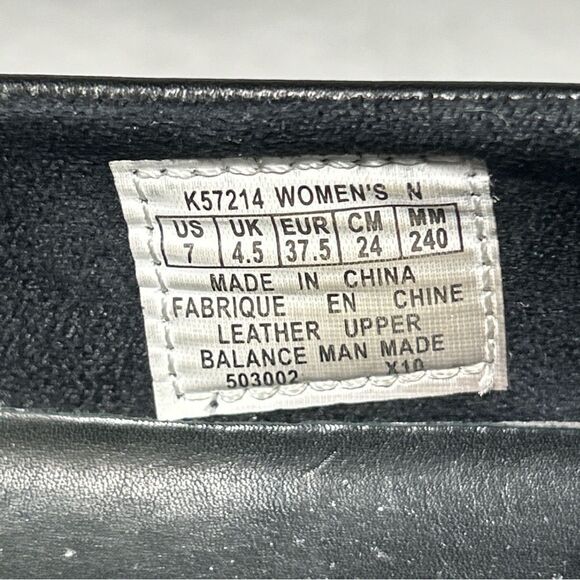 K57214 WOMEN'S N
US UK EUR CM MM
7 4.5 37.5 24 240
MADE IN CHINA
FABRIQUE EN CHINE
LEATHER UPPER
BALANCE MAN MADE
503002 X10